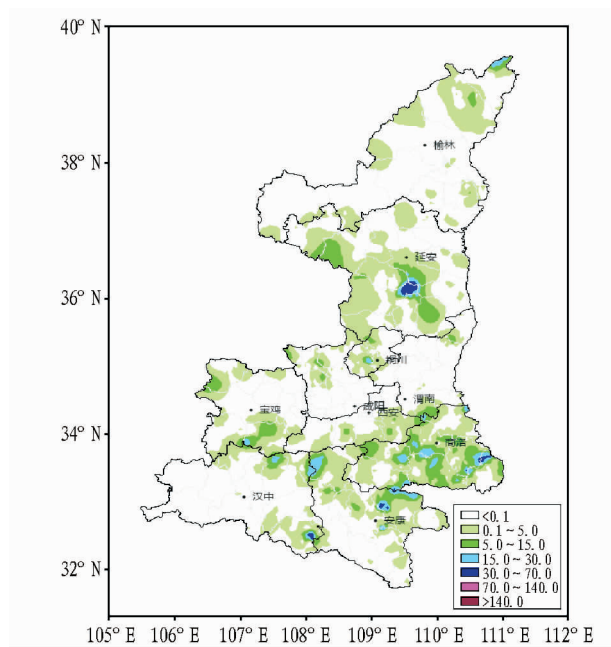 40° N
38° N
36° N
34° N
32° N
榆林
延安
铜川
渭南
咸阳
西安
宝鸡
商洛
汉中
安康
<0.1
0.1~5.0
5.0~15.0
15.0~30.0
30.0~70.0
70.0~140.0
>140.0
105° E
106° E
107° E
108° E
109° E
110° E
111° E
112° E